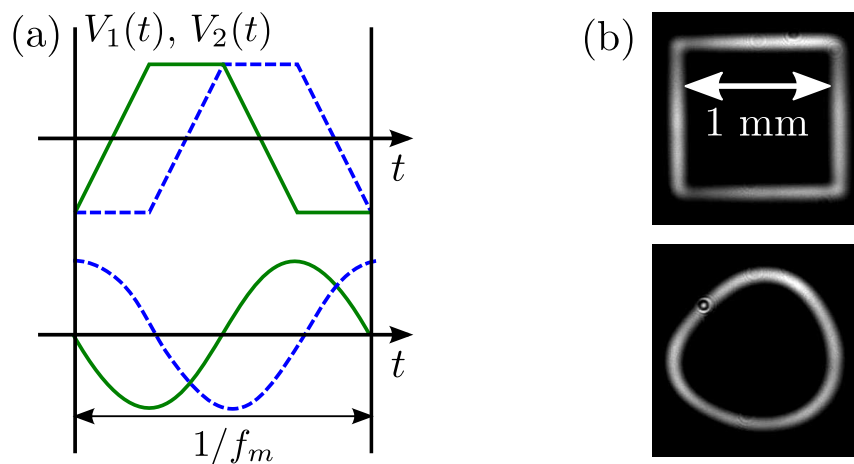 (a) V₁(t), V₂(t)
t
t
1/fₘ
(b)
1 mm